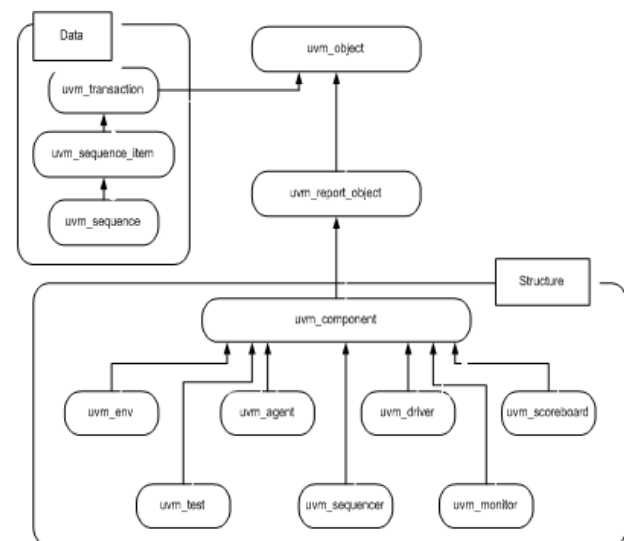 Data
uvm_object
uvm_transaction
uvm_sequence_item
uvm_report_object
uvm_sequence
Structure
uvm_component
uvm_env
uvm_agent
uvm_driver
uvm_scoreboard
uvm_test
uvm_sequencer
uvm_monitor